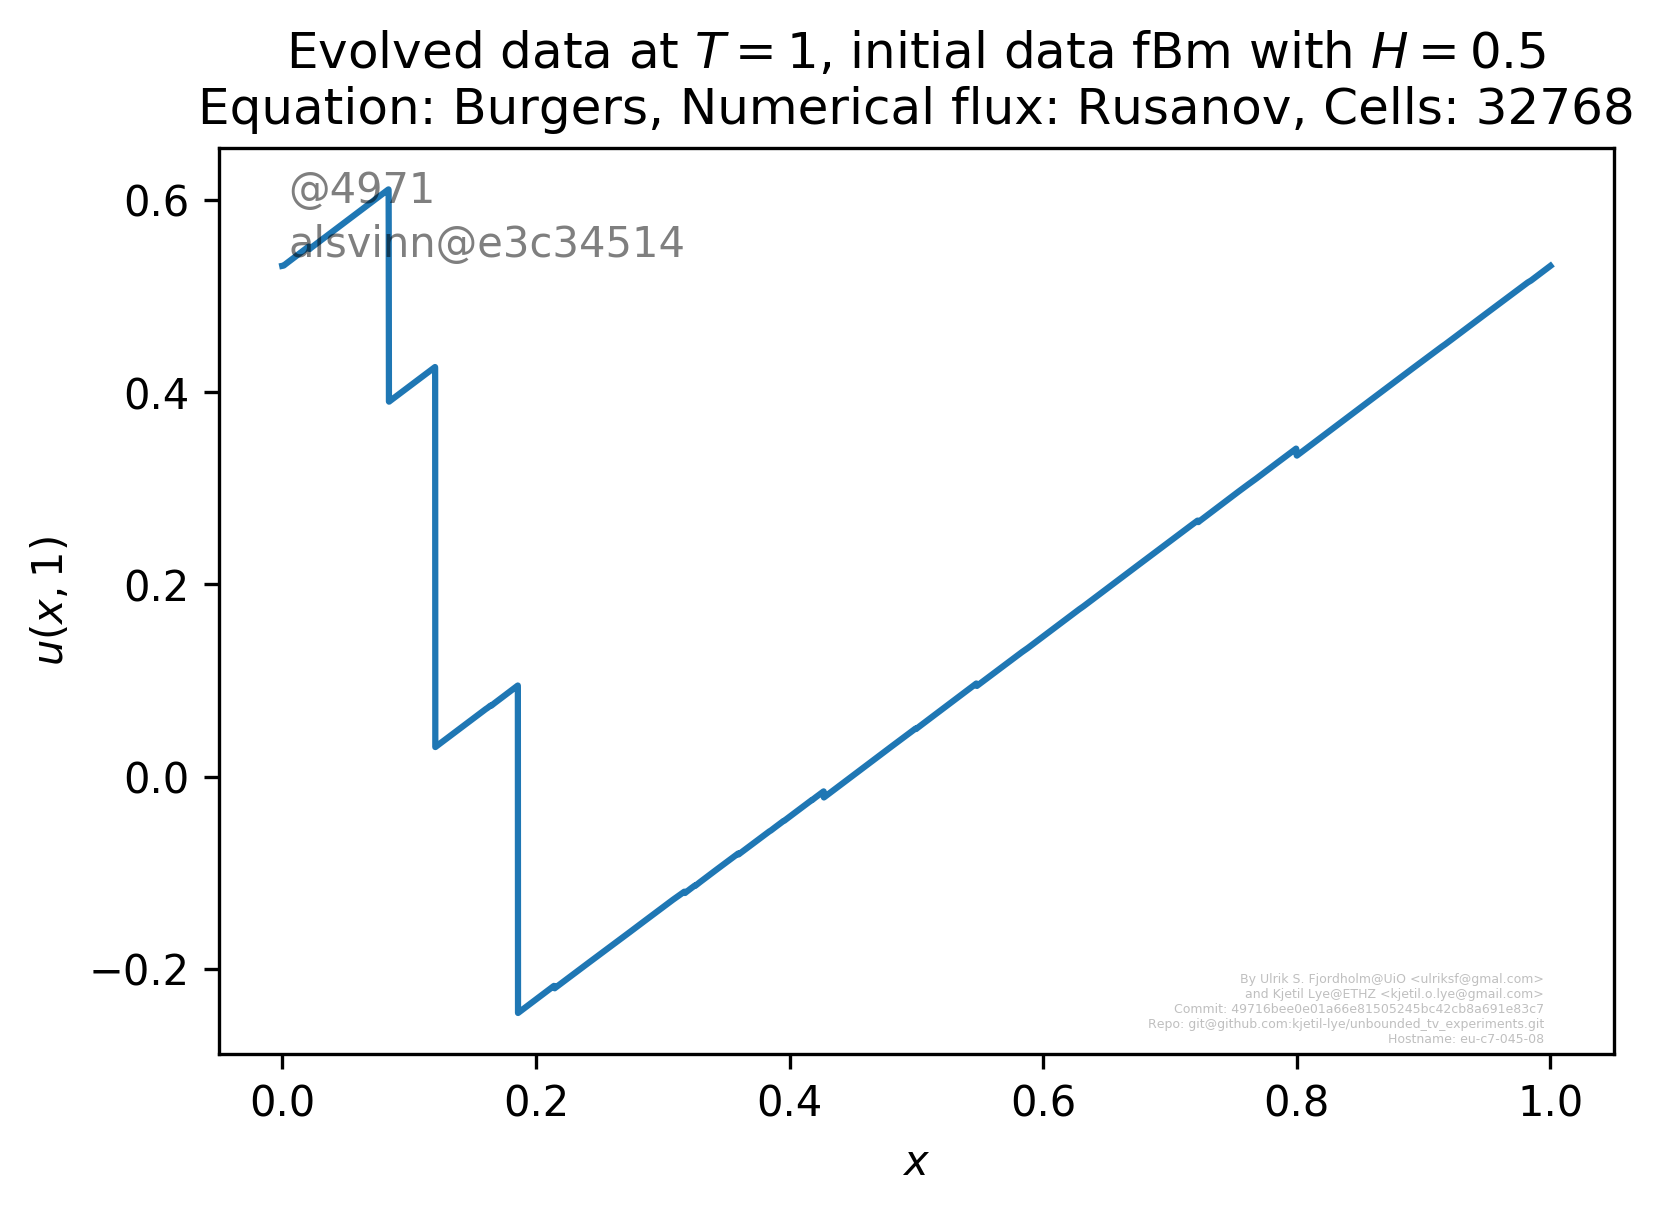 Evolved data at T = 1, initial data fBm with H = 0.5
Equation: Burgers, Numerical flux: Rusanov, Cells: 32768
@4971
alsvinn@e3c34514
0.6
0.4
0.2
0.0
−0.2
u(x, 1)
By Ulrik S. Fjordholm@UiO <ulriksf@gmal.com>
and Kjetil Lye@ETHZ <kjetil.o.lye@gmail.com>
Commit: 49716bee0e01a66e81505245bc42cb8a691e83c7
Repo: git@github.com:kjetil-lye/unbounded_tv_experiments.git
Hostname: eu-c7-045-08
0.0 0.2 0.4 0.6 0.8 1.0
x